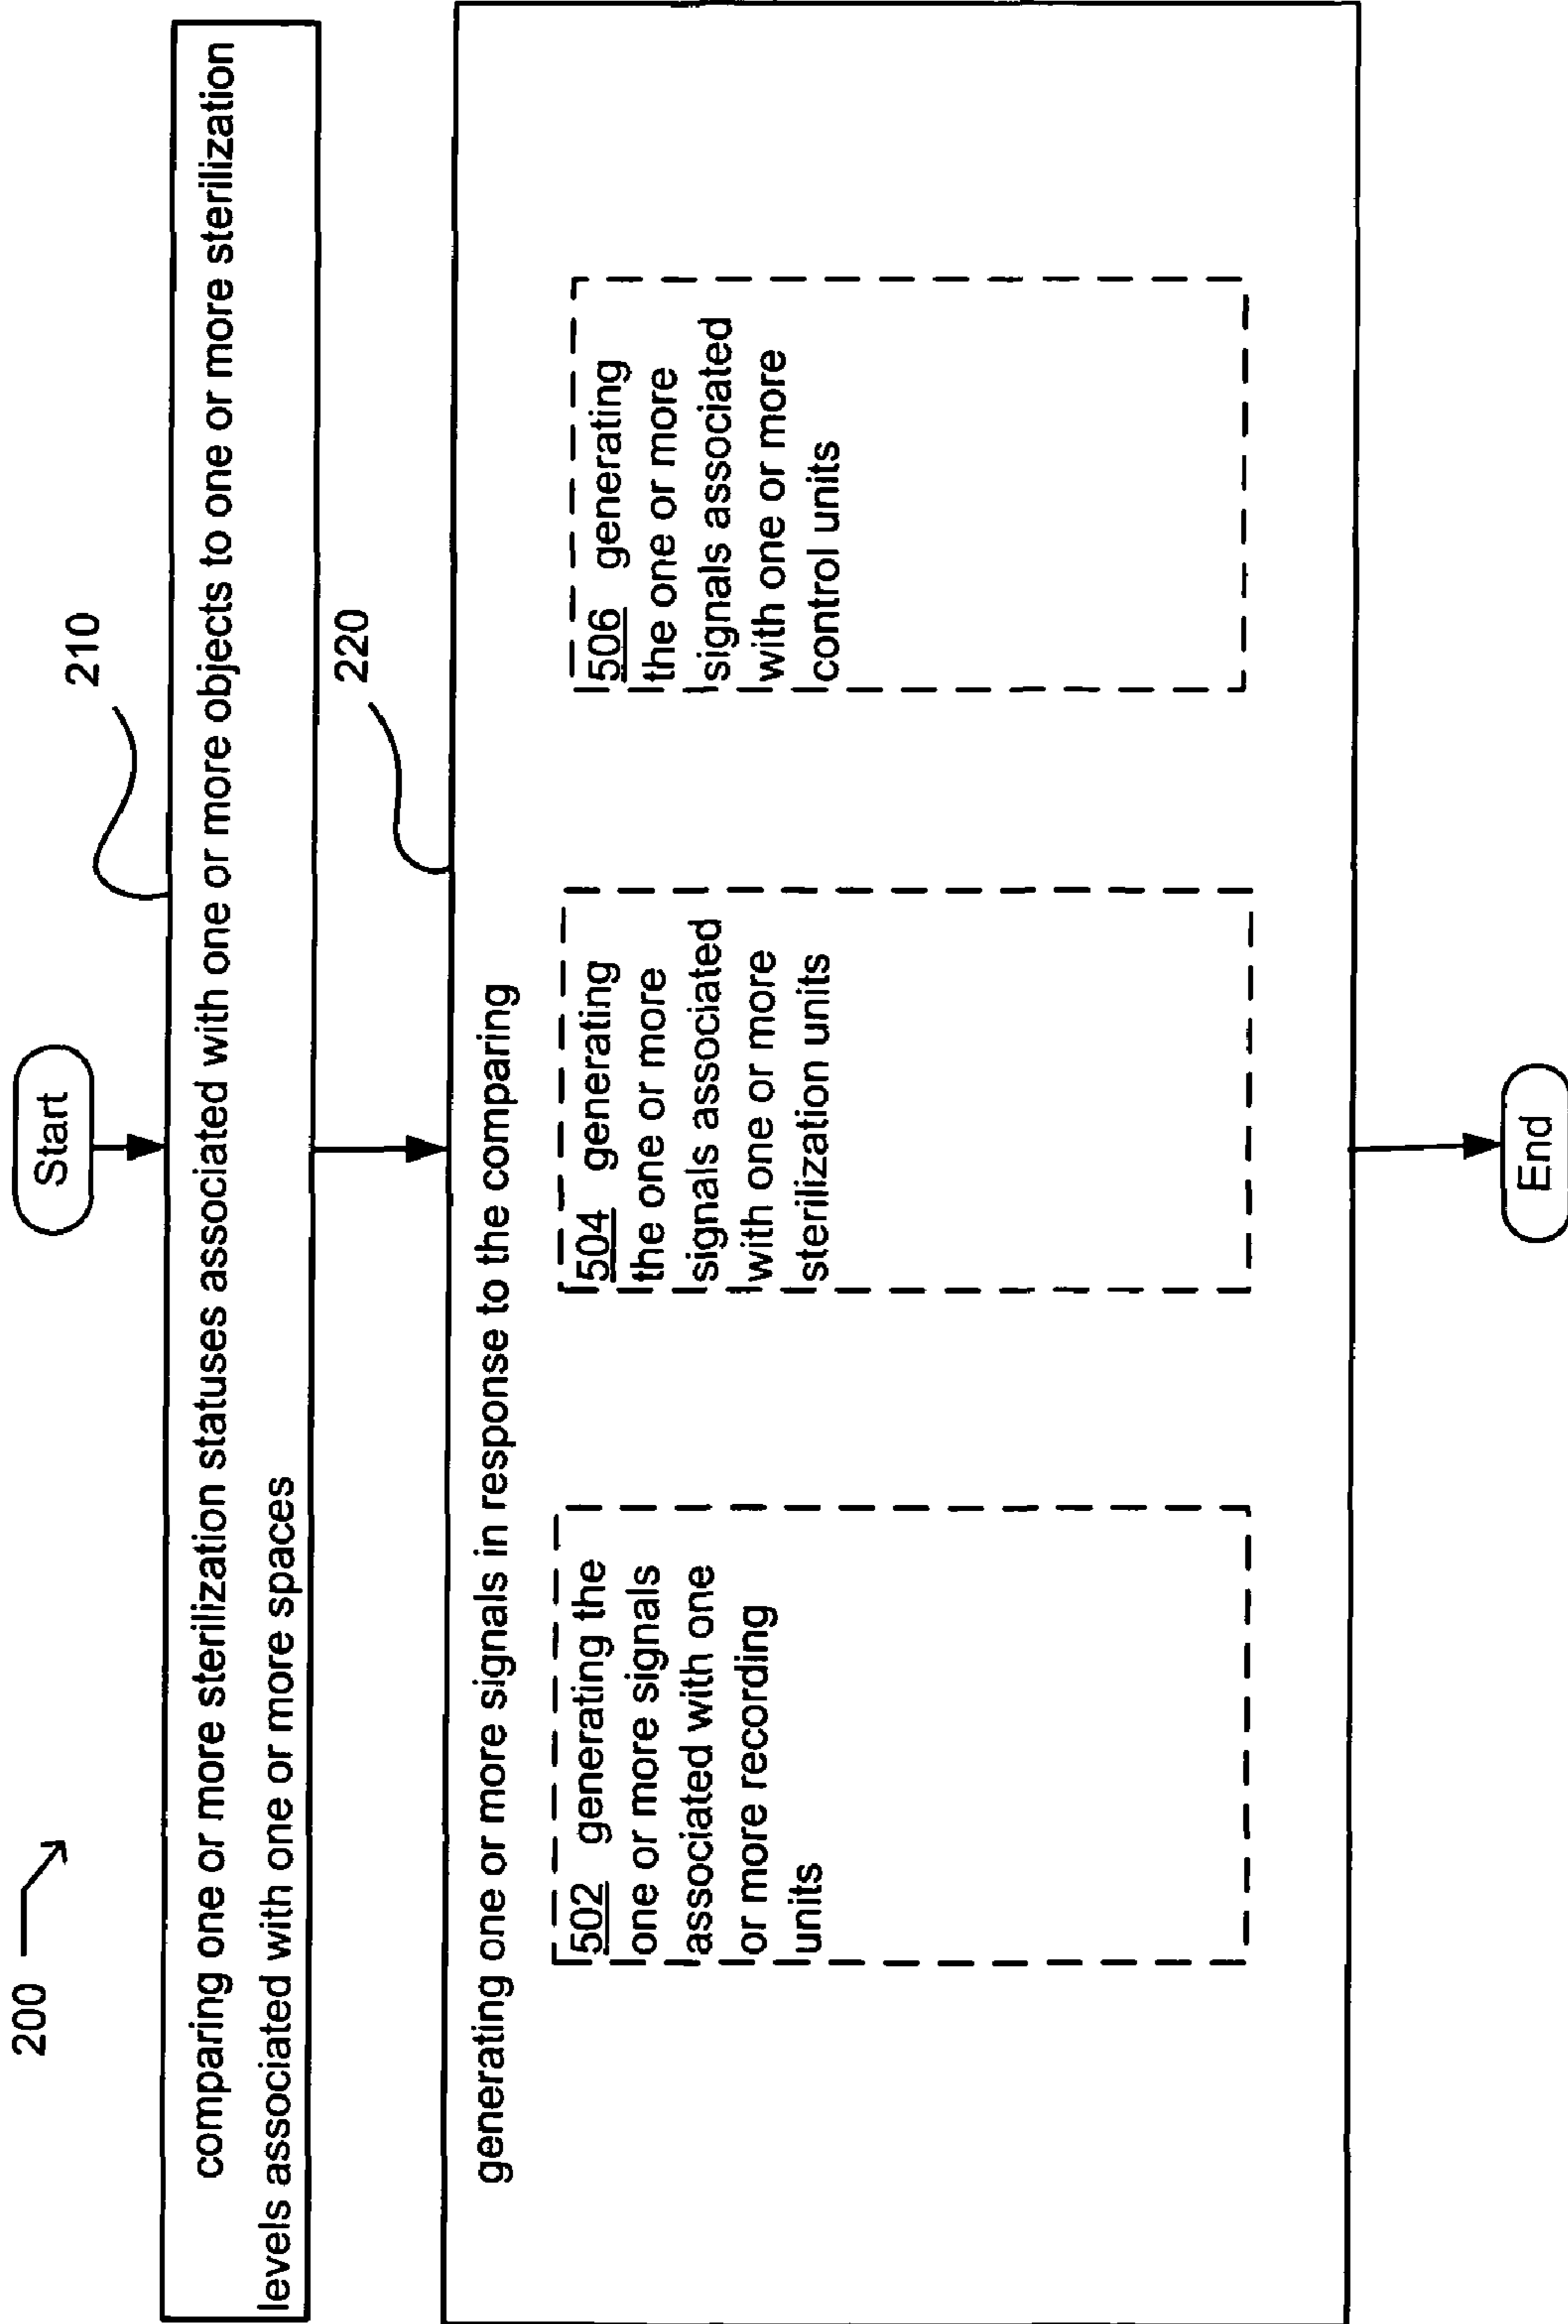 200
Start
210
comparing one or more sterilization statuses associated with one or more objects to one or more sterilization
levels associated with one or more spaces
220
generating one or more signals in response to the comparing
502 generating the
one or more signals
associated with one
or more recording
units
504 generating
the one or more
signals associated
with one or more
sterilization units
506 generating
the one or more
signals associated
with one or more
control units
End